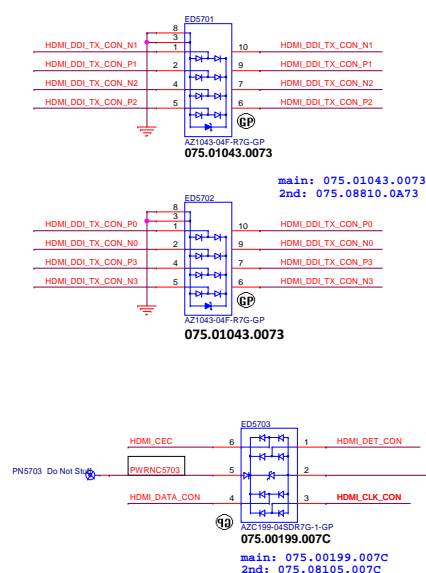 ED5701
8
3
HDMI_DDI_TX_CON_N1 1 10 HDMI_DDI_TX_CON_N1
HDMI_DDI_TX_CON_P1 2 9 HDMI_DDI_TX_CON_P1
HDMI_DDI_TX_CON_N2 4 7 HDMI_DDI_TX_CON_N2
HDMI_DDI_TX_CON_P2 5 6 HDMI_DDI_TX_CON_P2
GP
AZ1043-04F-R7G-GP
075.01043.0073
main: 075.01043.0073
2nd: 075.08810.0A73
ED5702
8
3
HDMI_DDI_TX_CON_P0 1 10 HDMI_DDI_TX_CON_P0
HDMI_DDI_TX_CON_N0 2 9 HDMI_DDI_TX_CON_N0
HDMI_DDI_TX_CON_P3 4 7 HDMI_DDI_TX_CON_P3
HDMI_DDI_TX_CON_N3 5 6 HDMI_DDI_TX_CON_N3
GP
AZ1043-04F-R7G-GP
075.01043.0073
ED5703
HDMI_CEC 6 1 HDMI_DET_CON
PN5703 Do Not Stuff PWRNC5703 5 2
HDMI_DATA_CON 4 3 HDMI_CLK_CON
GP
AZC199-04SDR7G-1-GP
075.00199.007C
main: 075.00199.007C
2nd: 075.08105.007C